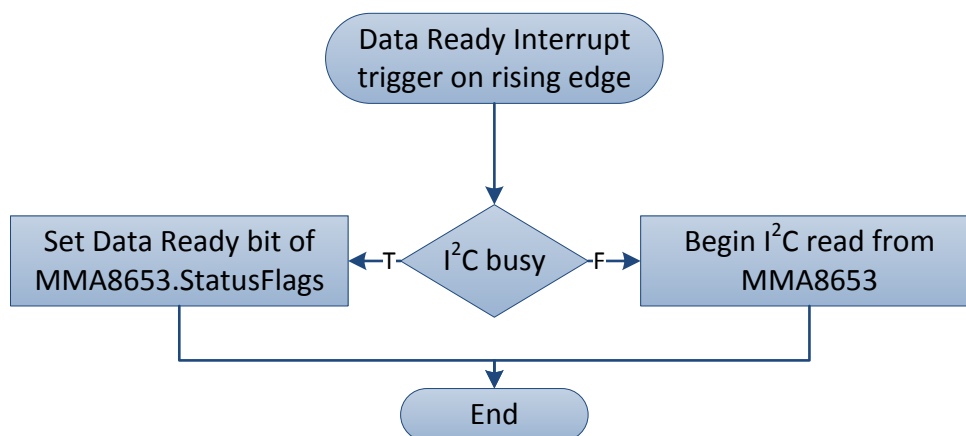 Data Ready Interrupt
trigger on rising edge
Set Data Ready bit of
MMA8653.StatusFlags
T
I²C busy
F
Begin I²C read from
MMA8653
End